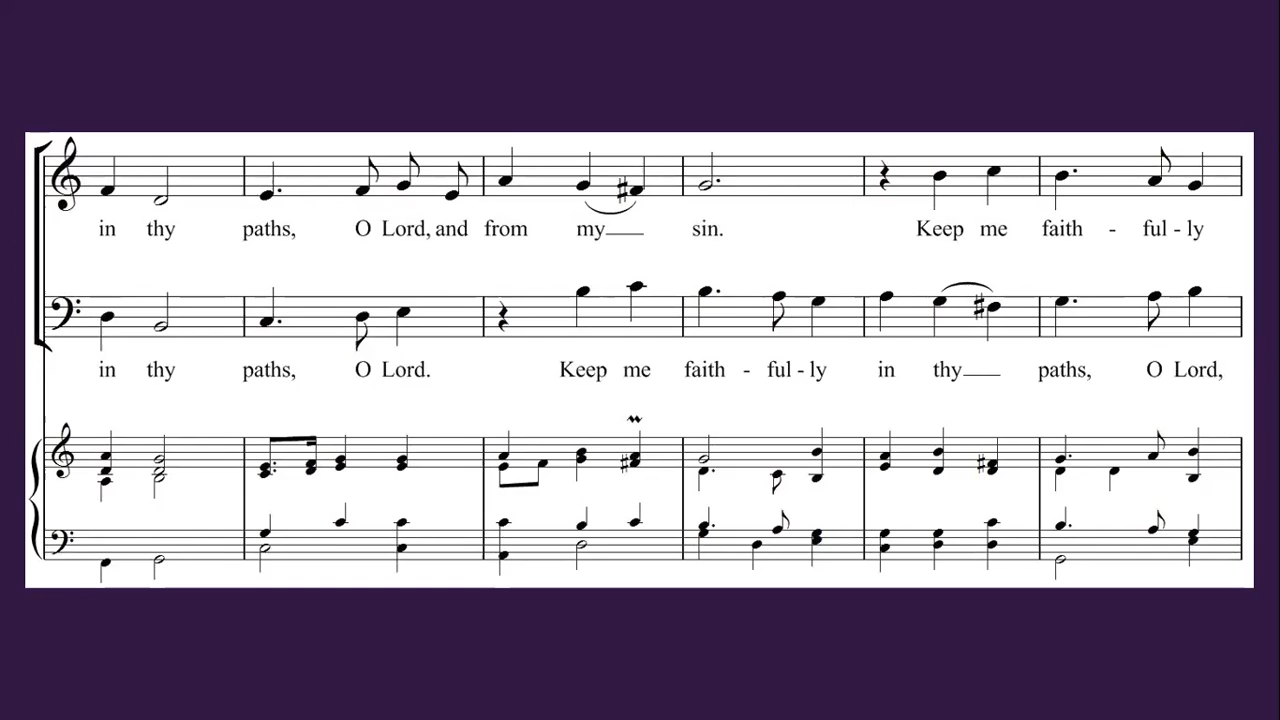 in thy paths, O Lord, and from my sin. Keep me faith - ful - ly
in thy paths, O Lord. Keep me faith - ful - ly in thy paths, O Lord,